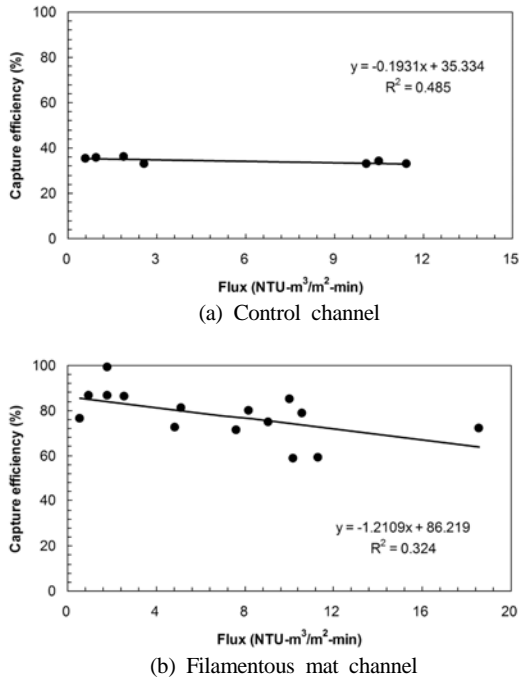 100
80
60
40
20
0
Capture efficiency (%)
y = -0.1931x + 35.334
R² = 0.485
0 3 6 9 12 15
Flux (NTU-m³/m²-min)
(a) Control channel
100
80
60
40
20
0
Capture efficiency (%)
y = -1.2109x + 86.219
R² = 0.324
0 4 8 12 16 20
Flux (NTU-m³/m²-min)
(b) Filamentous mat channel